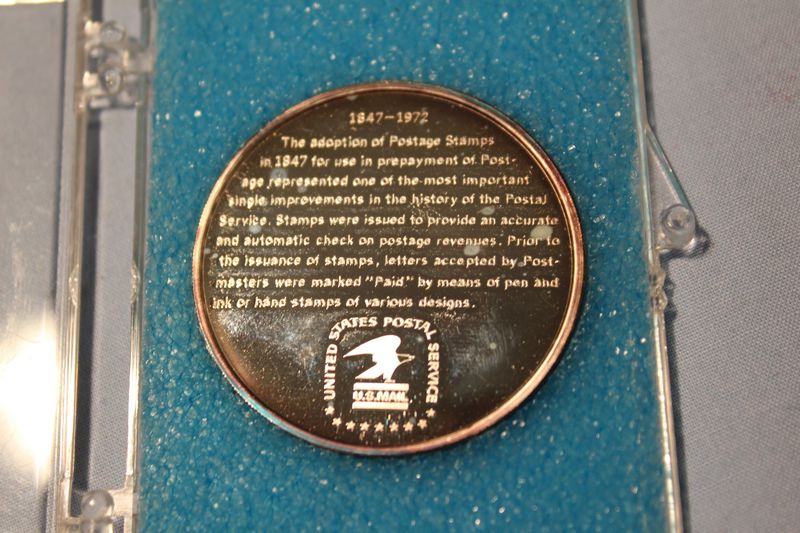 1847-1972
The adoption of Postage Stamps
in 1847 for use in prepayment of Post-
age represented one of the most important
single improvements in the history of the Postal
Service. Stamps were issued to provide an accurate
and automatic check on postage revenues. Prior to
the issuance of stamps, letters accepted by Post-
masters were marked "Paid" by means of pen and
ink or hand stamps of various designs.
UNITED STATES POSTAL SERVICE
U.S.MAIL